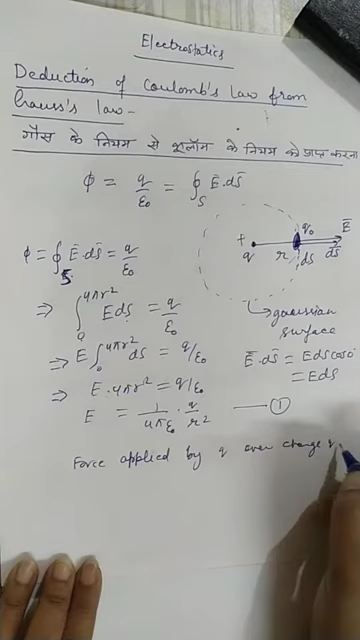 Electrostatics
Deduction of Coulomb's Law from
Gauss's law-
गौस के नियम से कूलॉम के नियम को प्राप्त करना
ϕ = q/ε₀ = ∮_S E⃗.dS⃗
q₀
E⃗
+
q
r
dS
dS⃗
ϕ = ∮_S E⃗.dS⃗ = q/ε₀
gaussian
surface
⇒ ∫₀^{4πr²} EdS = q/ε₀
⇒ E ∫₀^{4πr²} dS = q/ε₀
E⃗.dS⃗ = EdS cos0°
= EdS
⇒ E.4πr² = q/ε₀
E = 1/4πε₀ . q/r² —— ①
Force applied by q over charge q